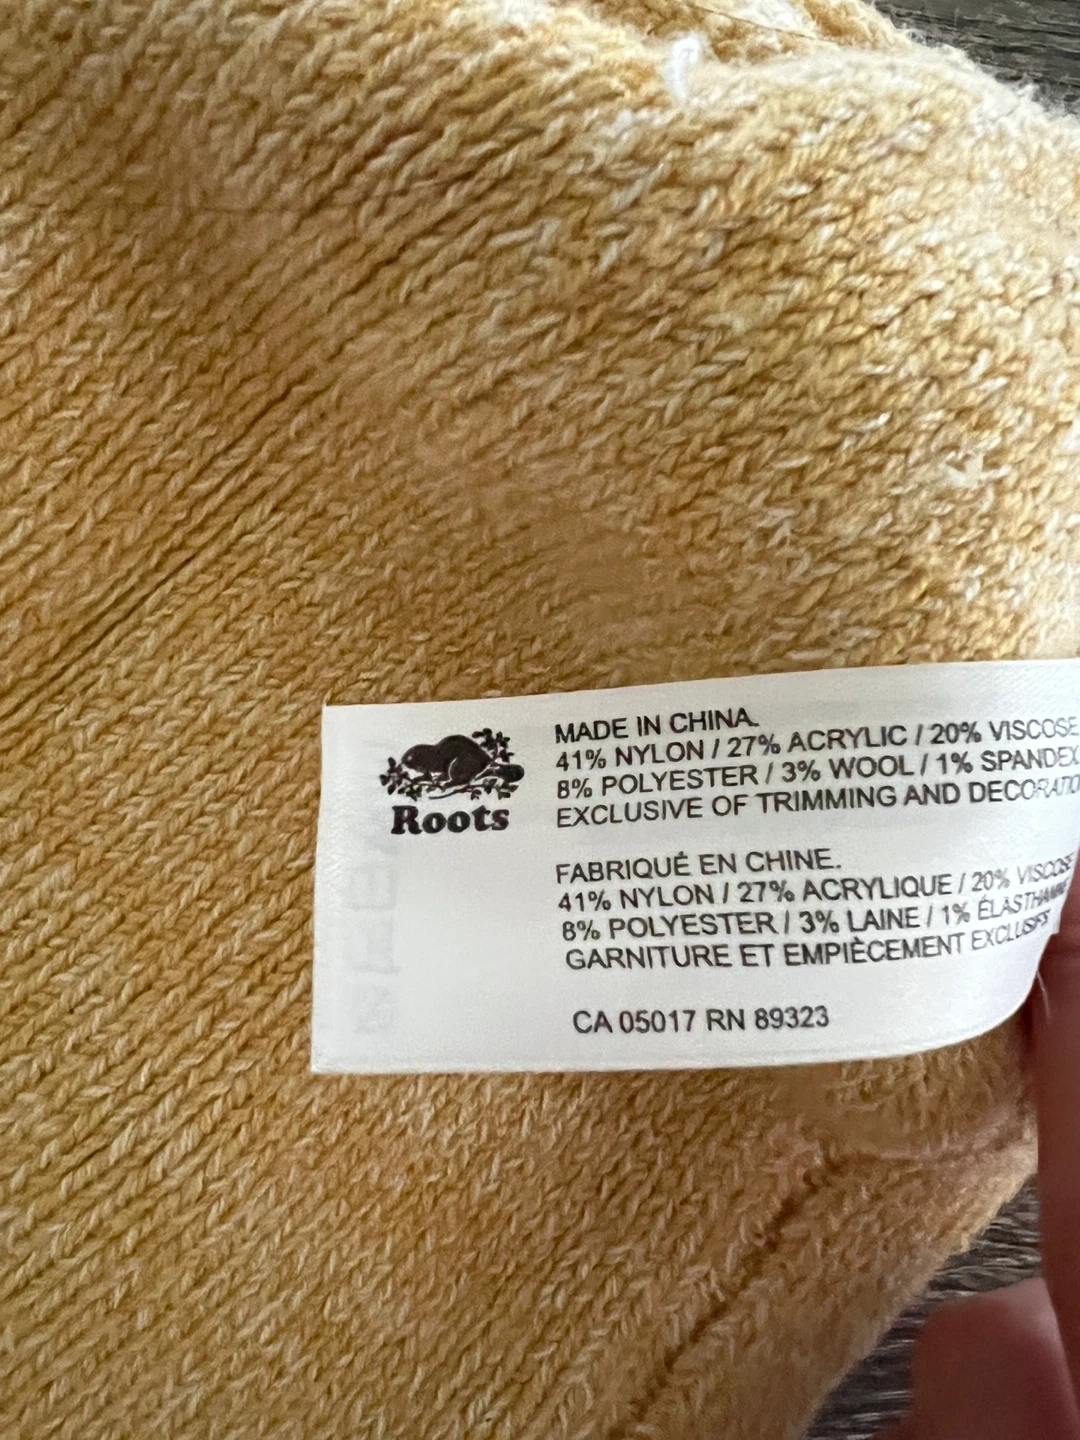 Roots
MADE IN CHINA.
41% NYLON / 27% ACRYLIC / 20% VISCOSE
8% POLYESTER / 3% WOOL / 1% SPANDEX
EXCLUSIVE OF TRIMMING AND DECORATIO
FABRIQUÉ EN CHINE.
41% NYLON / 27% ACRYLIQUE / 20% VISCOSE
8% POLYESTER / 3% LAINE / 1% ÉLASTHANNE
GARNITURE ET EMPIÈCEMENT EXCLUSIFS
CA 05017 RN 89323